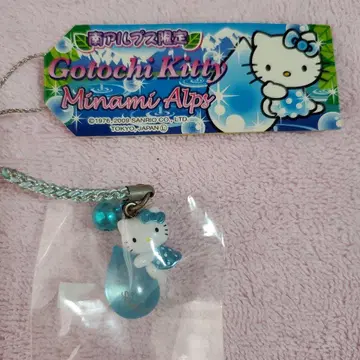 南アルプス限定
Gotochi Kitty
Minami Alps
©1976, 2009 SANRIO CO., LTD.
TOKYO, JAPAN Ⓛ